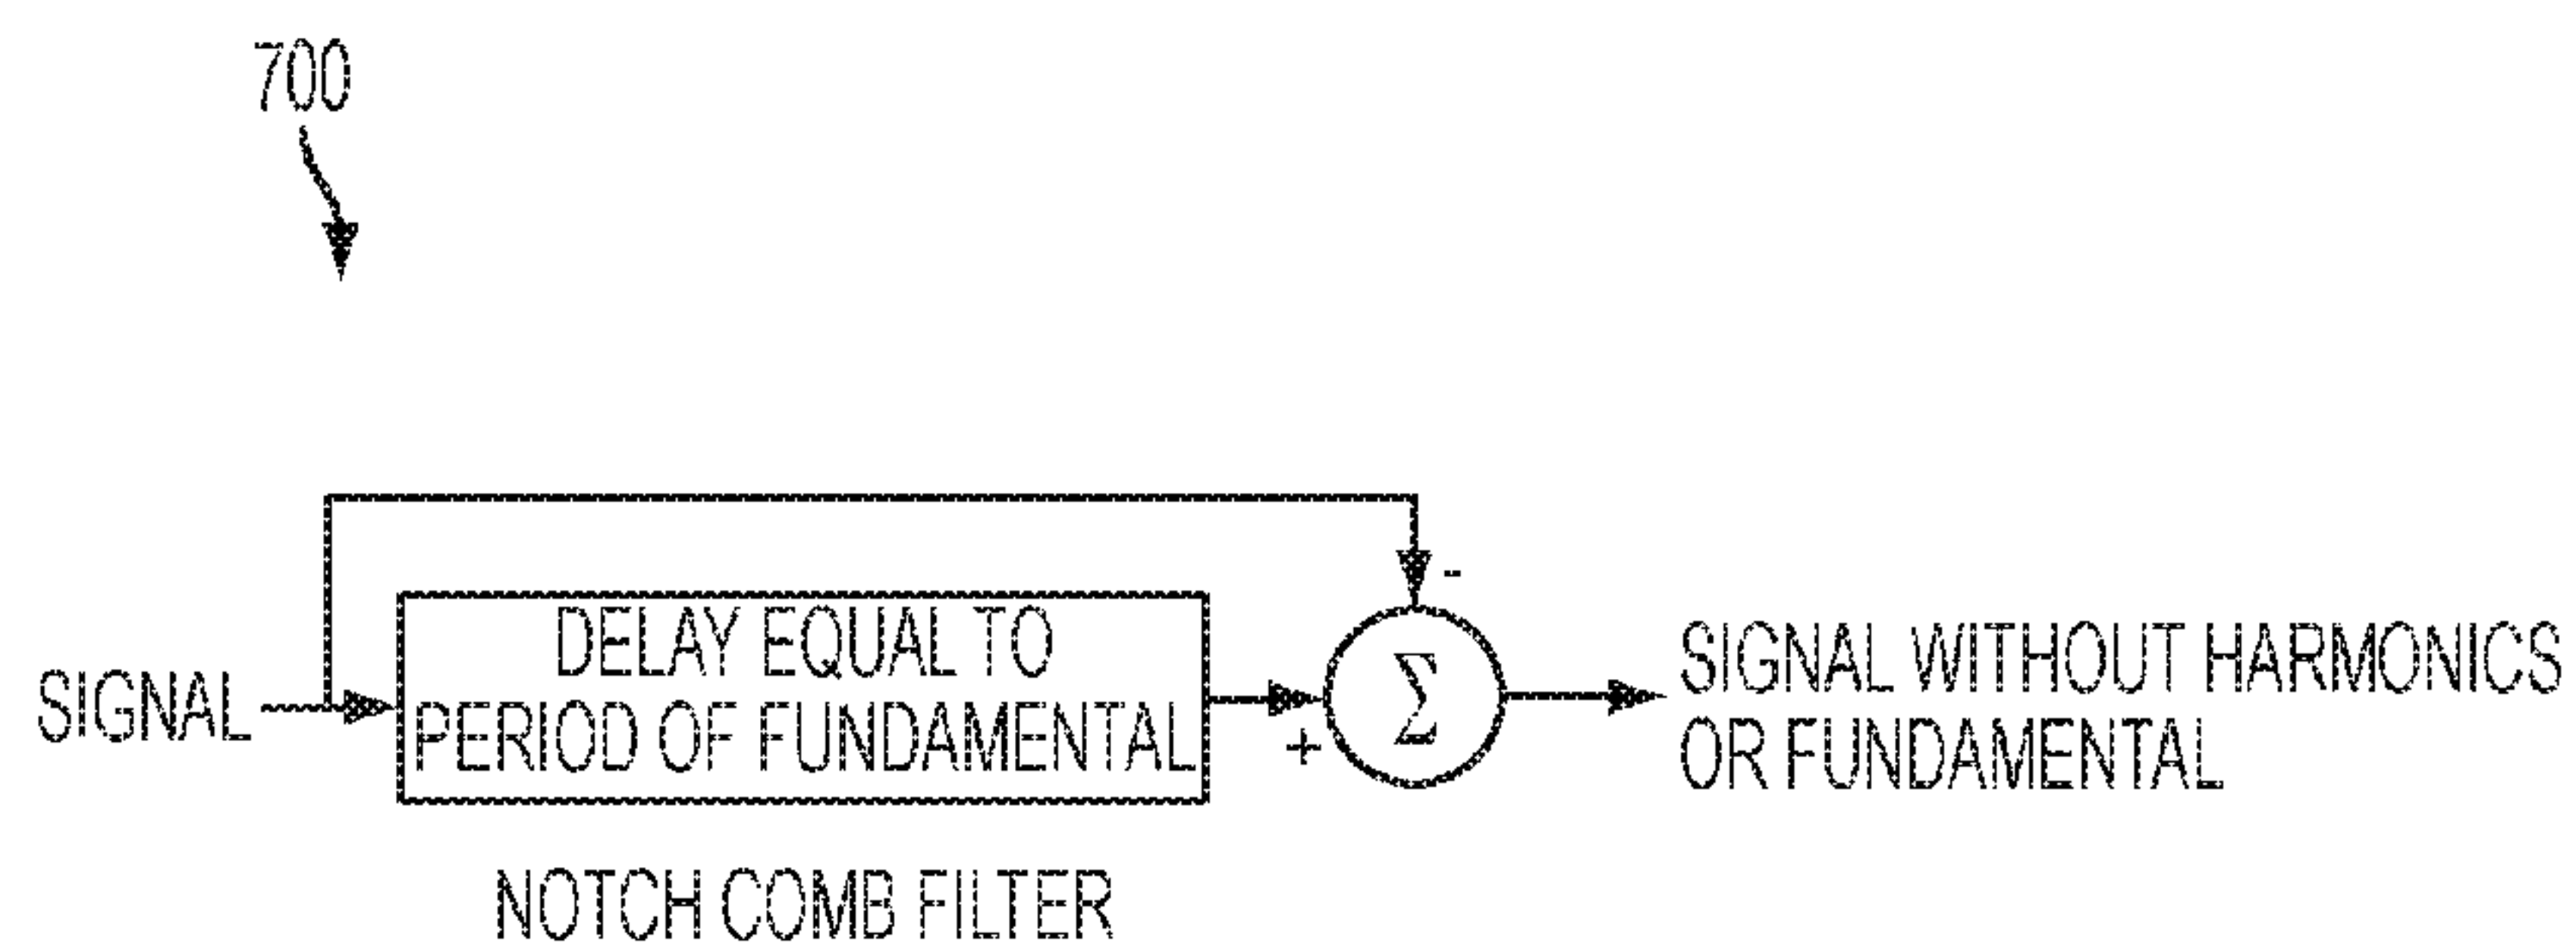 700
-
DELAY EQUAL TO
PERIOD OF FUNDAMENTAL
SIGNAL
+
Σ
SIGNAL WITHOUT HARMONICS
OR FUNDAMENTAL
NOTCH COMB FILTER